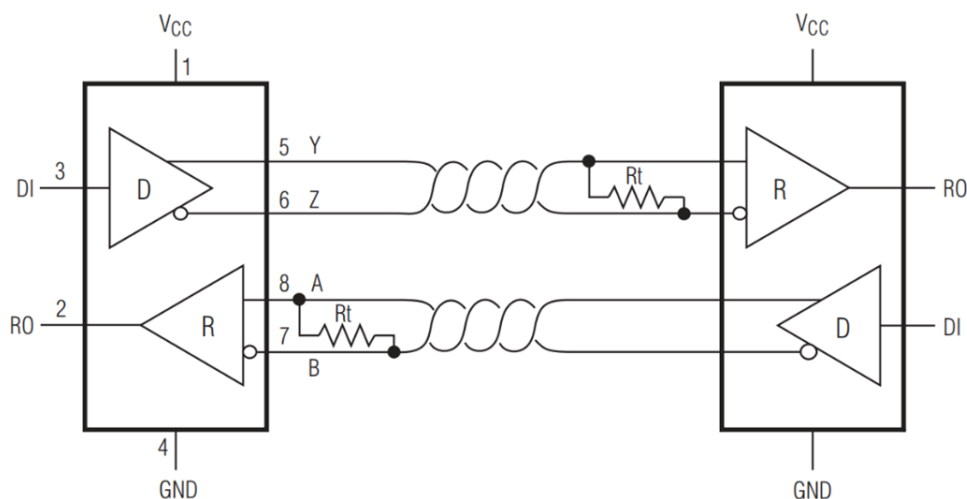 VCC VCC
1
5 Y
3 Rt
DI D R RO
6 Z
8 A
2 Rt
RO R D DI
7
B
4
GND GND